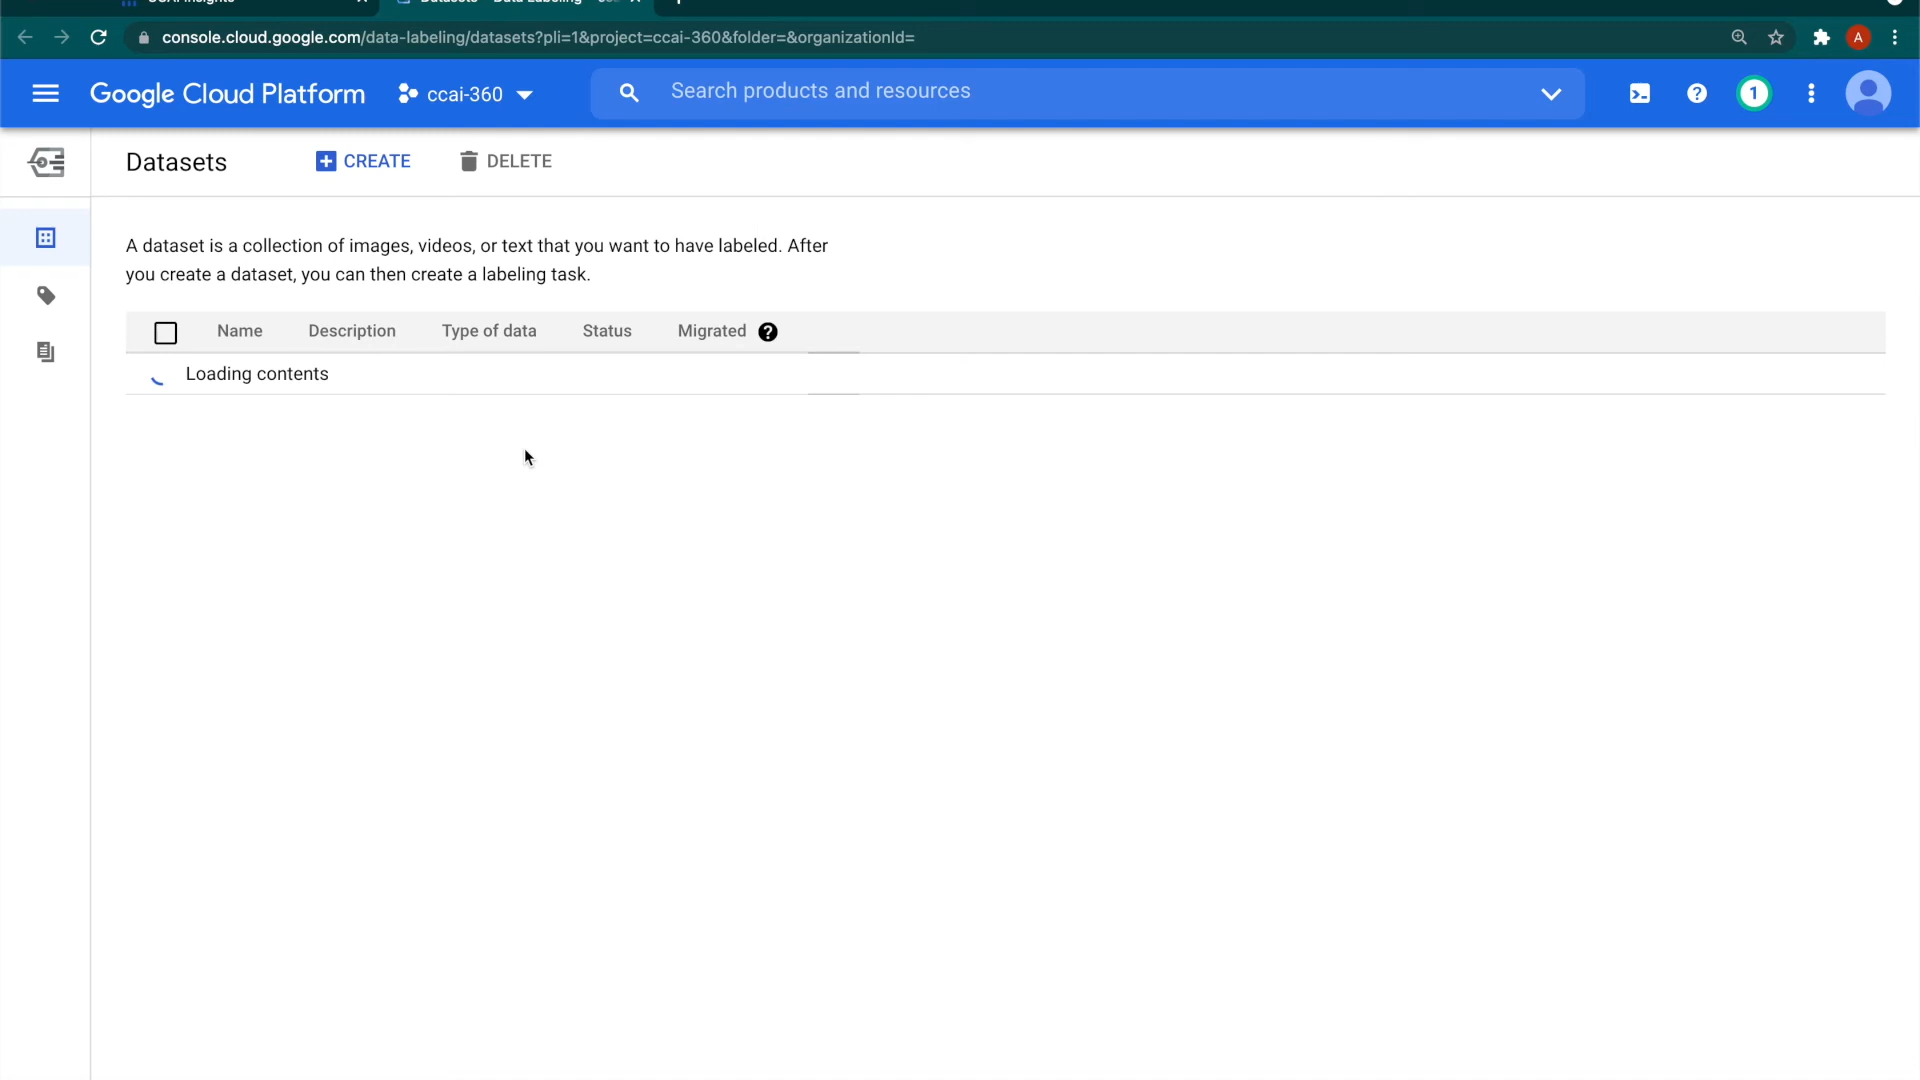 Datasets
Data Labeling
console.cloud.google.com/data-labeling/datasets?pli=1&project=ccai-360&folder=&organizationId=
A
Google Cloud Platform
ccai-360
Search products and resources
1
Datasets
CREATE
DELETE
A dataset is a collection of images, videos, or text that you want to have labeled. After
you create a dataset, you can then create a labeling task.
Name Description Type of data Status Migrated
Loading contents